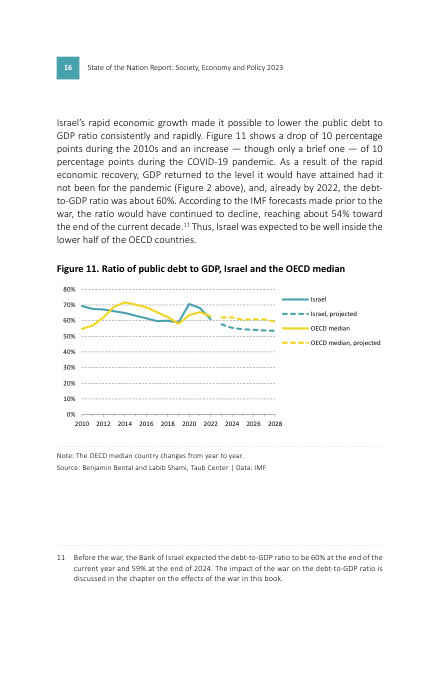 16
State of the Nation Report: Society, Economy and Policy 2023
Israel's rapid economic growth made it possible to lower the public debt to
GDP ratio consistently and rapidly. Figure 11 shows a drop of 10 percentage
points during the 2010s and an increase — though only a brief one — of 10
percentage points during the COVID-19 pandemic. As a result of the rapid
economic recovery, GDP returned to the level it would have attained had it
not been for the pandemic (Figure 2 above), and, already by 2022, the debt-
to-GDP ratio was about 60%. According to the IMF forecasts made prior to the
war, the ratio would have continued to decline, reaching about 54% toward
the end of the current decade.11 Thus, Israel was expected to be well inside the
lower half of the OECD countries.
Figure 11. Ratio of public debt to GDP, Israel and the OECD median
80%
70%
60%
50%
40%
30%
20%
10%
0%
2010 2012 2014 2016 2018 2020 2022 2024 2026 2028
Israel
Israel, projected
OECD median
OECD median, projected
Note: The OECD median country changes from year to year.
Source: Benjamin Bental and Labib Shami, Taub Center | Data: IMF
11 Before the war, the Bank of Israel expected the debt-to-GDP ratio to be 60% at the end of the
current year and 59% at the end of 2024. The impact of the war on the debt-to-GDP ratio is
discussed in the chapter on the effects of the war in this book.